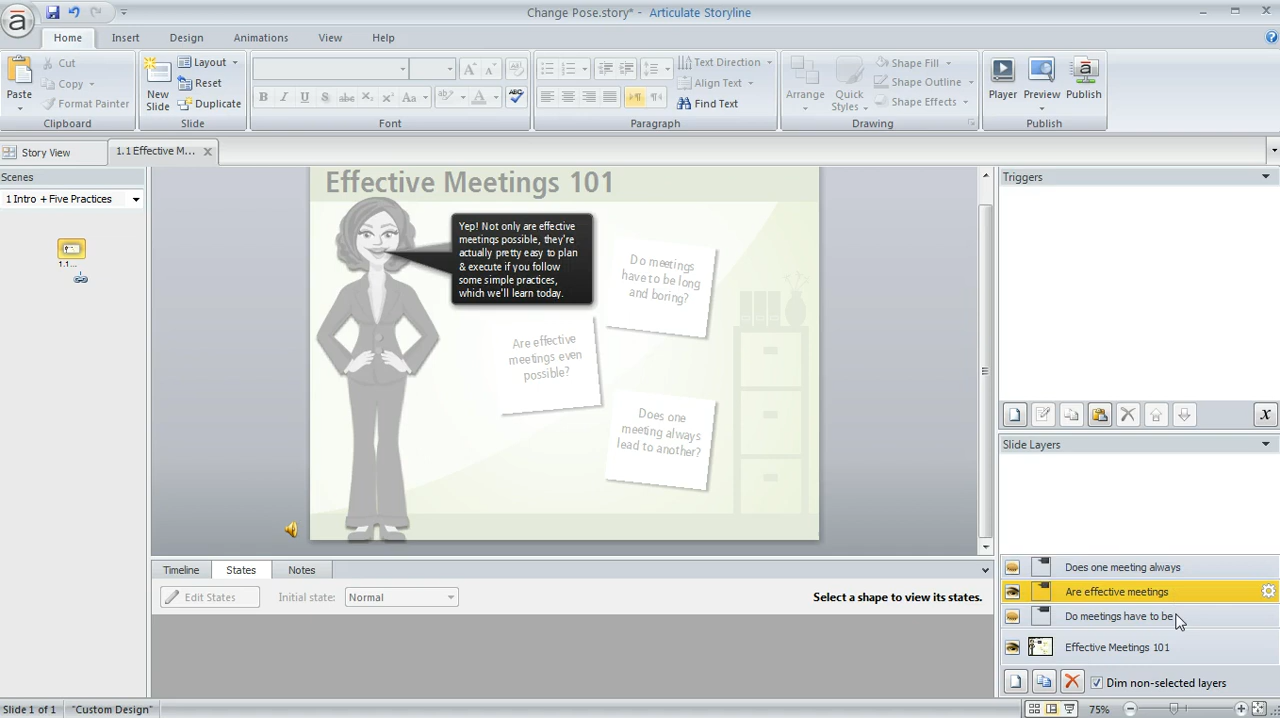 Change Pose.story* - Articulate Storyline
Home Insert Design Animations View Help
Paste
Cut
Copy
Format Painter
Clipboard
New Slide
Layout
Reset
Duplicate
Slide
Font
Text Direction
Align Text
Find Text
Paragraph
Arrange
Quick Styles
Shape Fill
Shape Outline
Shape Effects
Drawing
Player
Preview
Publish
Publish
Story View
1.1 Effective M...
Scenes
1 Intro + Five Practices
1.1...
Effective Meetings 101
Yep! Not only are effective
meetings possible, they're
actually pretty easy to plan
& execute if you follow
some simple practices,
which we'll learn today.
Do meetings
have to be long
and boring?
Are effective
meetings even
possible?
Does one
meeting always
lead to another?
Triggers
Slide Layers
Does one meeting always
Are effective meetings
Do meetings have to be
Effective Meetings 101
Dim non-selected layers
Timeline States Notes
Edit States
Initial state: Normal
Select a shape to view its states.
Slide 1 of 1
"Custom Design"
75%